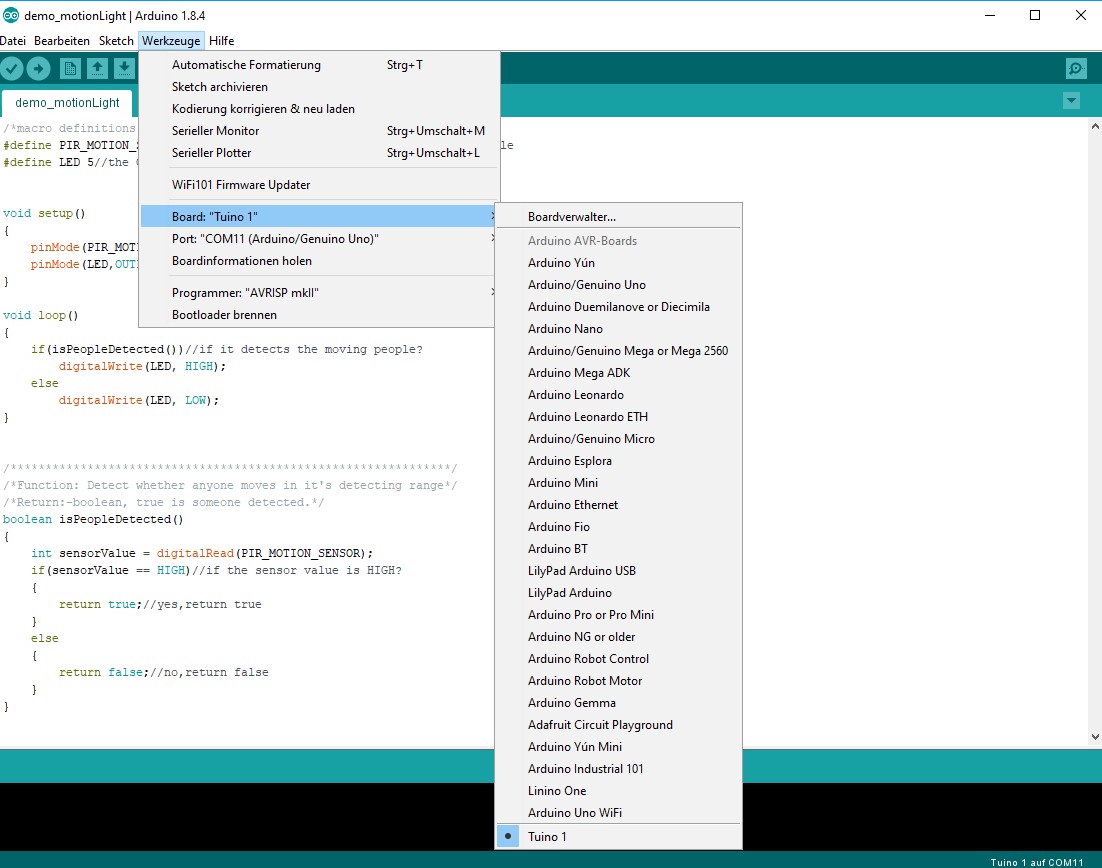 demo_motionLight | Arduino 1.8.4
Datei Bearbeiten Sketch Werkzeuge Hilfe
demo_motionLight
Automatische Formatierung Strg+T
Sketch archivieren
Kodierung korrigieren & neu laden
Serieller Monitor Strg+Umschalt+M
Serieller Plotter Strg+Umschalt+L
WiFi101 Firmware Updater
Board: "Tuino 1"
Port: "COM11 (Arduino/Genuino Uno)"
Boardinformationen holen
Programmer: "AVRISP mkII"
Bootloader brennen
Boardverwalter...
Arduino AVR-Boards
Arduino Yún
Arduino/Genuino Uno
Arduino Duemilanove or Diecimila
Arduino Nano
Arduino/Genuino Mega or Mega 2560
Arduino Mega ADK
Arduino Leonardo
Arduino Leonardo ETH
Arduino/Genuino Micro
Arduino Esplora
Arduino Mini
Arduino Ethernet
Arduino Fio
Arduino BT
LilyPad Arduino USB
LilyPad Arduino
Arduino Pro or Pro Mini
Arduino NG or older
Arduino Robot Control
Arduino Robot Motor
Arduino Gemma
Adafruit Circuit Playground
Arduino Yún Mini
Arduino Industrial 101
Linino One
Arduino Uno WiFi
Tuino 1
/*macro definitions
#define PIR_MOTION_S le
#define LED 5//the
void setup()
{
pinMode(PIR_MOTI
pinMode(LED,OUT
}
void loop()
{
if(isPeopleDetected())//if it detects the moving people?
digitalWrite(LED, HIGH);
else
digitalWrite(LED, LOW);
}
/***************************************************************/
/*Function: Detect whether anyone moves in it's detecting range*/
/*Return:-boolean, true is someone detected.*/
boolean isPeopleDetected()
{
int sensorValue = digitalRead(PIR_MOTION_SENSOR);
if(sensorValue == HIGH)//if the sensor value is HIGH?
{
return true;//yes,return true
}
else
{
return false;//no,return false
}
}
Tuino 1 auf COM11